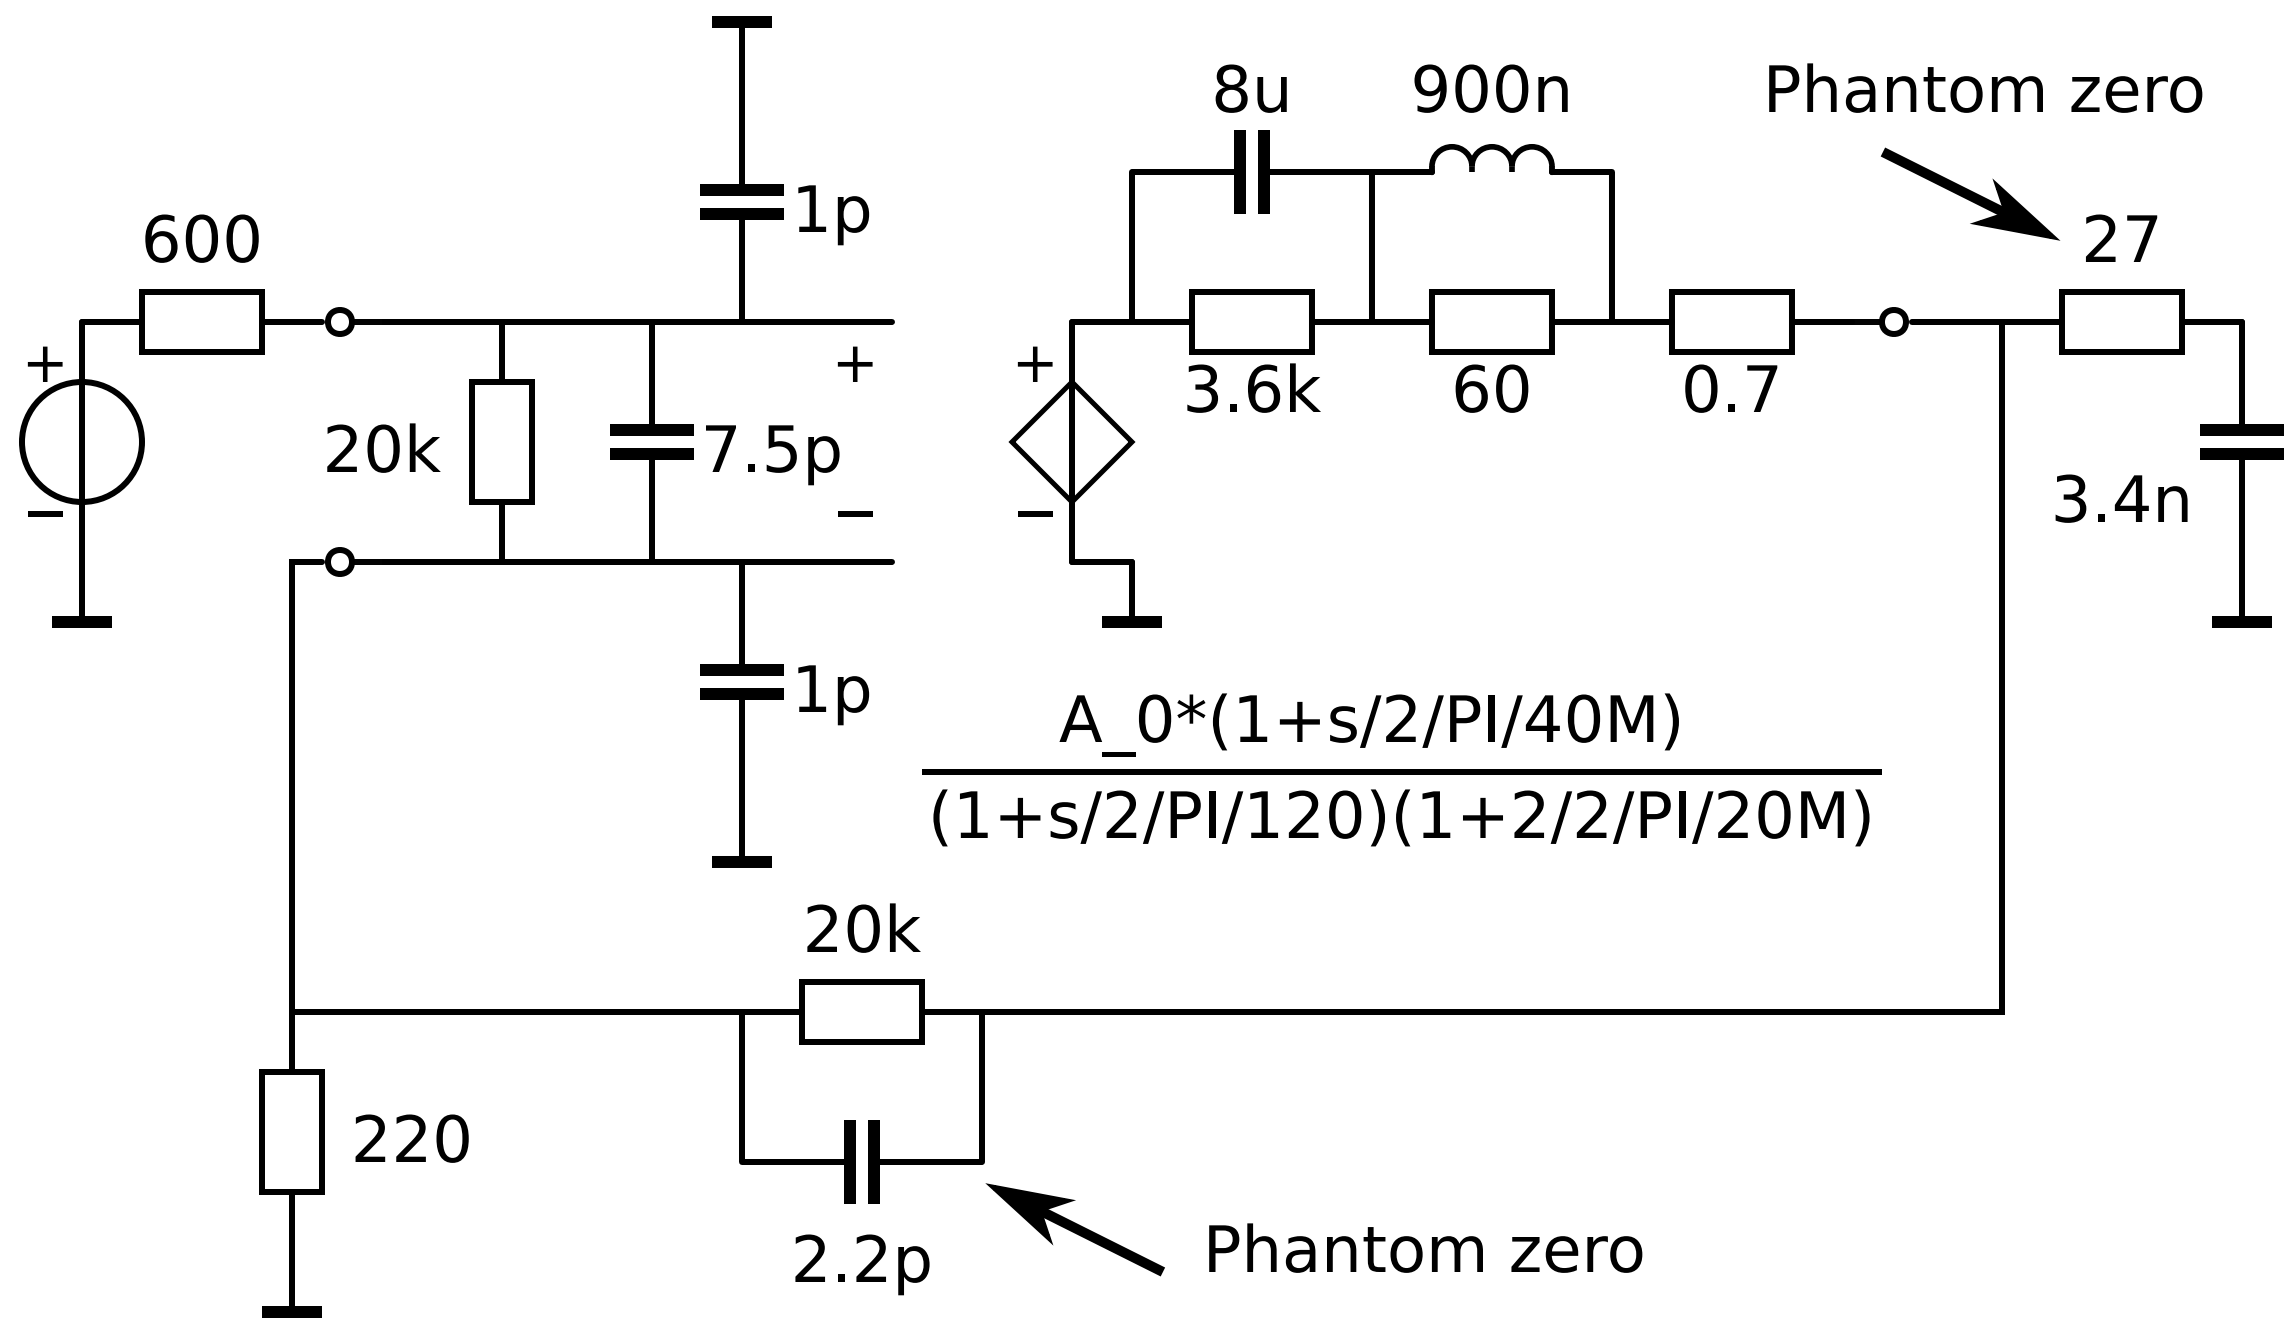 8u
900n
Phantom zero
1p
600
27
+
+
+
3.6k
60
0.7
20k
7.5p
3.4n
−
−
−
1p
A_0*(1+s/2/PI/40M)
(1+s/2/PI/120)(1+2/2/PI/20M)
20k
220
2.2p
Phantom zero